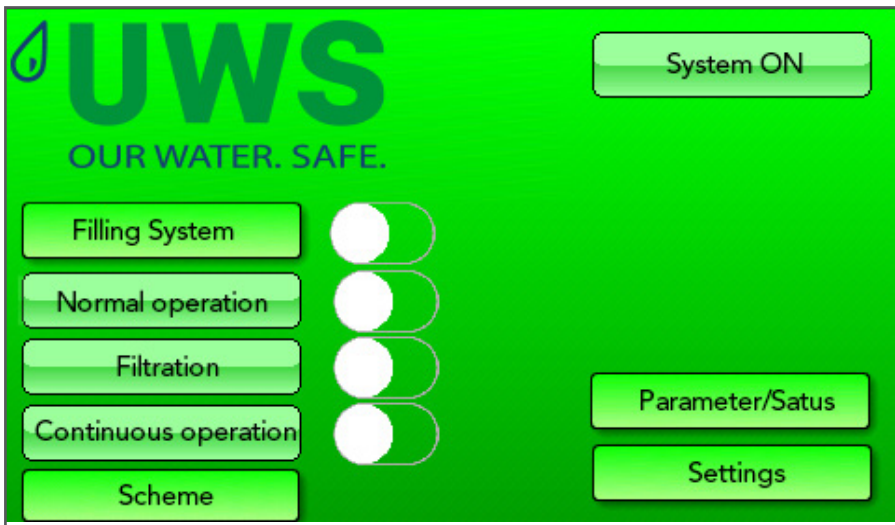 UWS
OUR WATER. SAFE.
System ON
Filling System
Normal operation
Filtration
Continuous operation
Scheme
Parameter/Satus
Settings